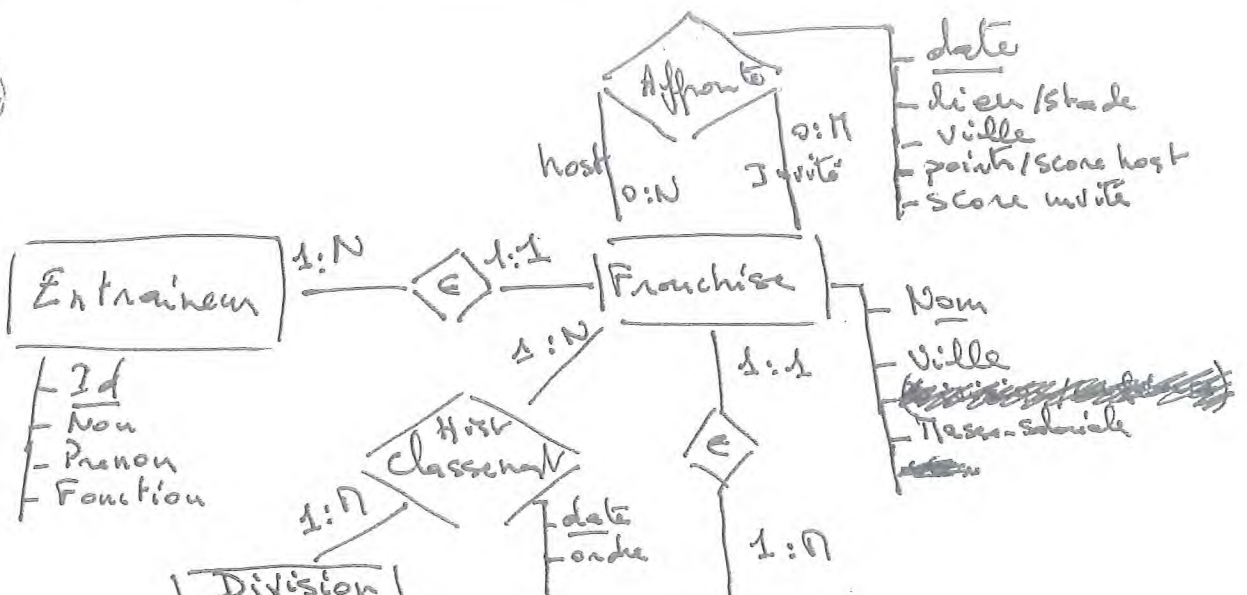 Affronte
host
0:N
0:M
Invité
date
lieu/stade
ville
points/score host
score invité
Entraineur
1:N
∈
1:1
Franchise
Id
Nom
Prenom
Fonction
Nom
Ville
Masse-salariale
1:N
Hist
Classement
1:M
date
ordre
Division
1:1
∈
1:M